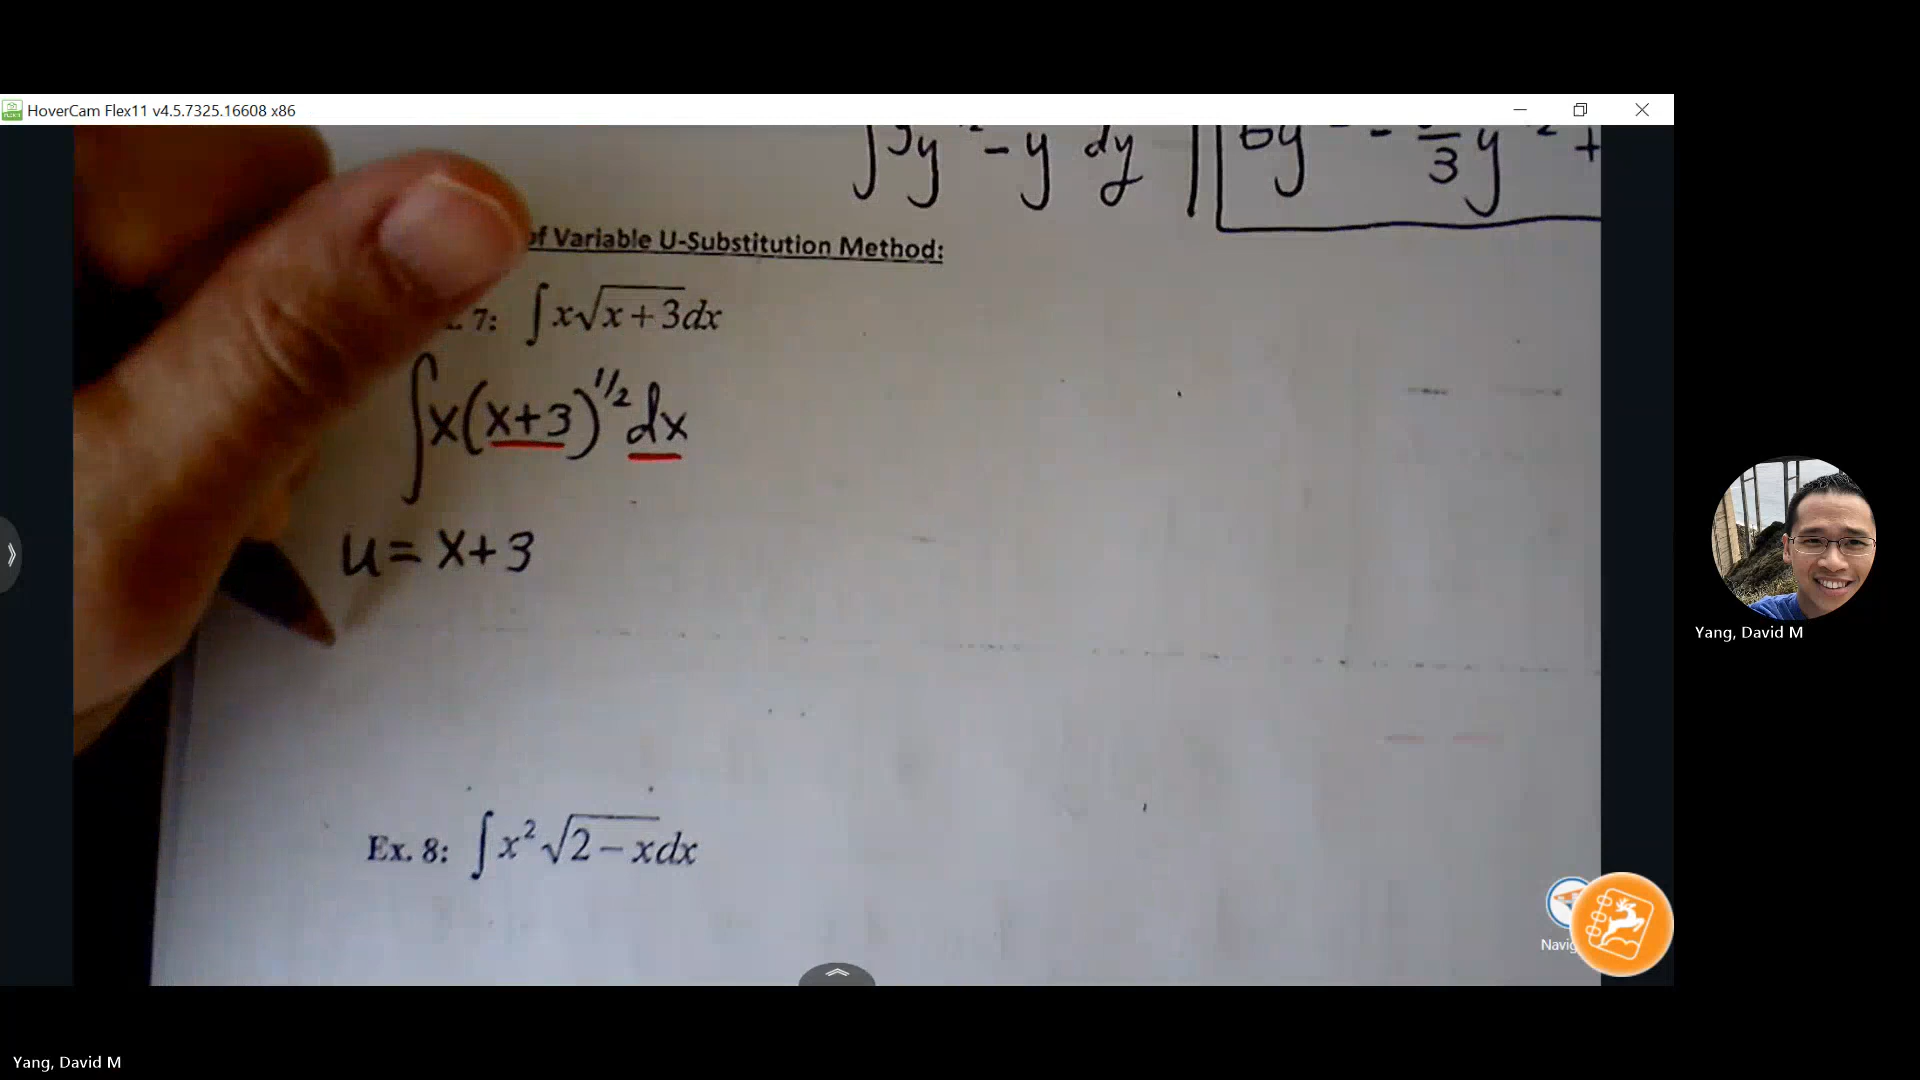 HoverCam Flex11 v4.5.7325.16608 x86
of Variable U-Substitution Method:
7: ∫x√(x+3)dx
∫x(x+3)^1/2 dx
u = x+3
Ex. 8: ∫x²√(2−x)dx
Yang, David M
Yang, David M